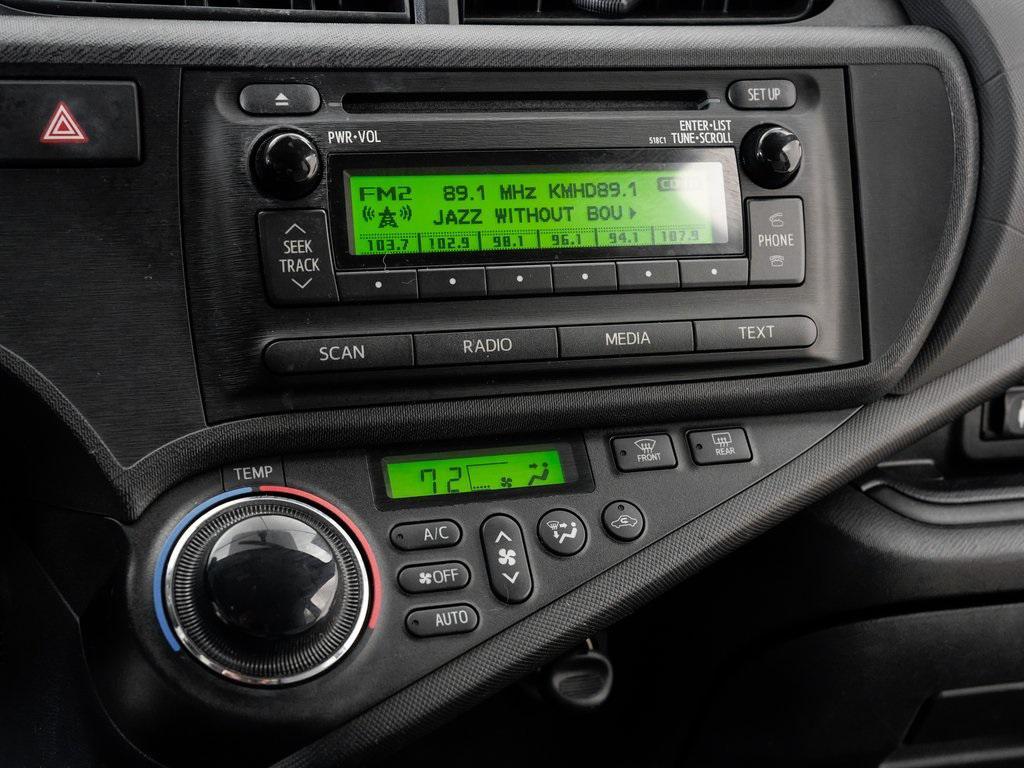 SET UP
PWR•VOL
ENTER•LIST
518C1 TUNE•SCROLL
FM2 89.1 MHz KMHD89.1
JAZZ WITHOUT BOU
103.7 102.9 98.1 96.1 94.1 107.9
SEEK
TRACK
PHONE
SCAN RADIO MEDIA TEXT
TEMP
72
FRONT
REAR
A/C
OFF
AUTO